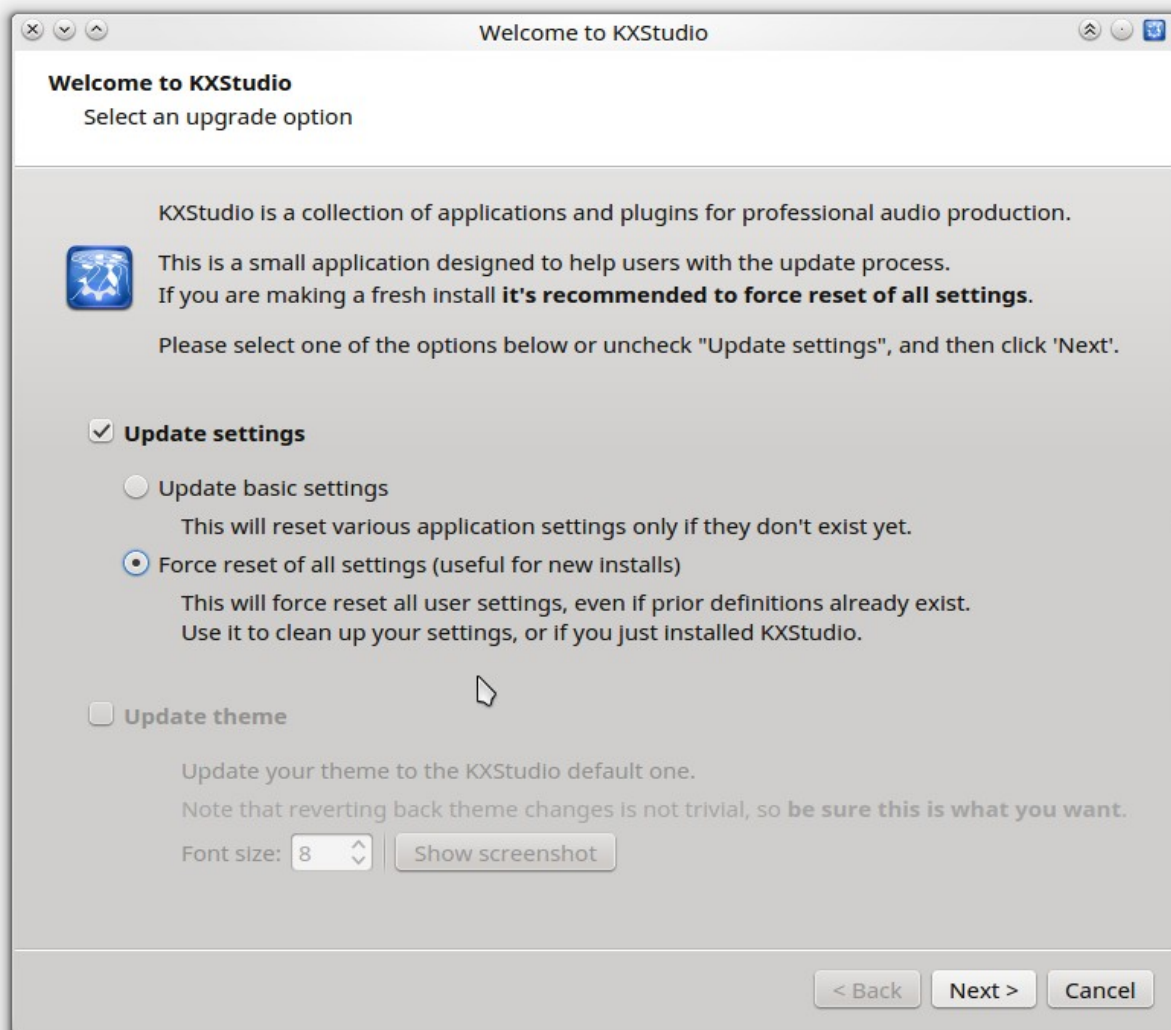 Welcome to KXStudio
Welcome to KXStudio
Select an upgrade option
KXStudio is a collection of applications and plugins for professional audio production.
This is a small application designed to help users with the update process.
If you are making a fresh install it's recommended to force reset of all settings.
Please select one of the options below or uncheck "Update settings", and then click 'Next'.
Update settings
Update basic settings
This will reset various application settings only if they don't exist yet.
Force reset of all settings (useful for new installs)
This will force reset all user settings, even if prior definitions already exist.
Use it to clean up your settings, or if you just installed KXStudio.
Update theme
Update your theme to the KXStudio default one.
Note that reverting back theme changes is not trivial, so be sure this is what you want.
Font size: 8 Show screenshot
< Back Next > Cancel